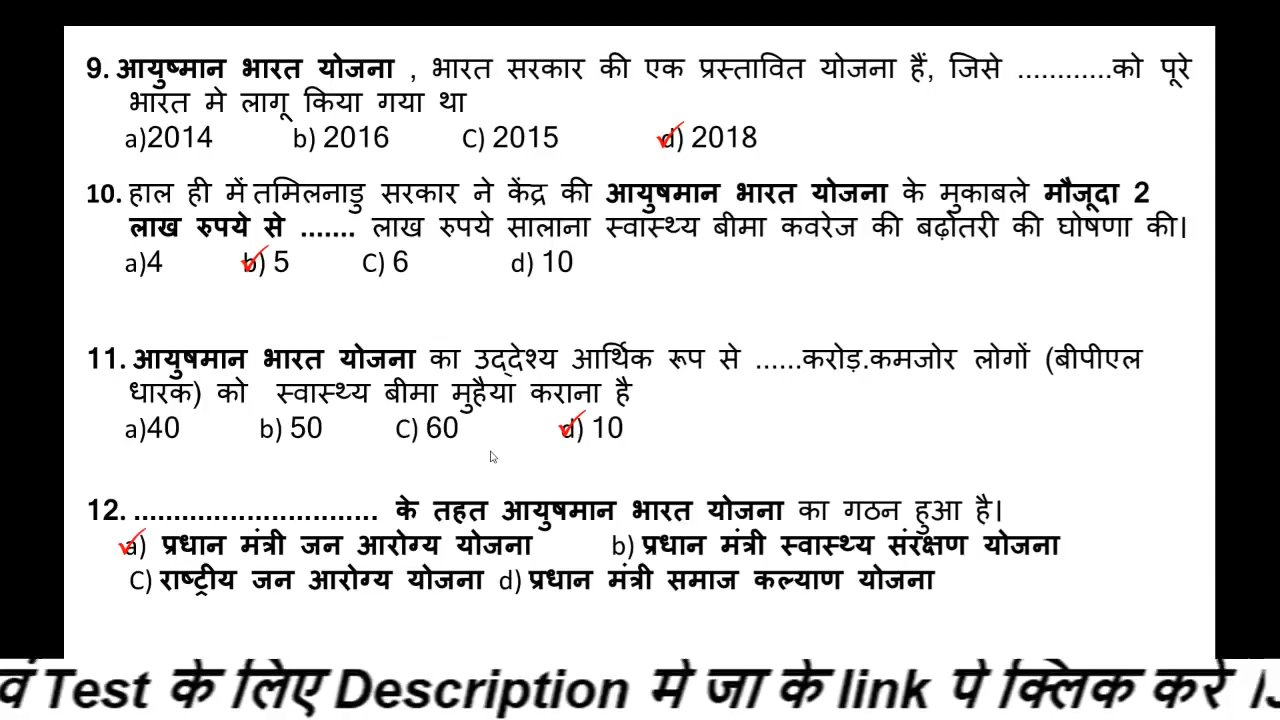 9. आयुष्मान भारत योजना , भारत सरकार की एक प्रस्तावित योजना हैं, जिसे ............को पूरे
भारत मे लागू किया गया था
a)2014 b) 2016 C) 2015 d) 2018
10. हाल ही में तमिलनाडु सरकार ने केंद्र की आयुषमान भारत योजना के मुकाबले मौजूदा 2
लाख रुपये से ....... लाख रुपये सालाना स्वास्थ्य बीमा कवरेज की बढ़ोतरी की घोषणा की।
a)4 b) 5 C) 6 d) 10
11. आयुषमान भारत योजना का उद्देश्य आर्थिक रूप से ......करोड़.कमजोर लोगों (बीपीएल
धारक) को स्वास्थ्य बीमा मुहैया कराना है
a)40 b) 50 C) 60 d) 10
12. .............................. के तहत आयुषमान भारत योजना का गठन हुआ है।
a) प्रधान मंत्री जन आरोग्य योजना b) प्रधान मंत्री स्वास्थ्य संरक्षण योजना
C) राष्ट्रीय जन आरोग्य योजना d) प्रधान मंत्री समाज कल्याण योजना
वं Test के लिए Description मे जा के link पे क्लिक करे ।